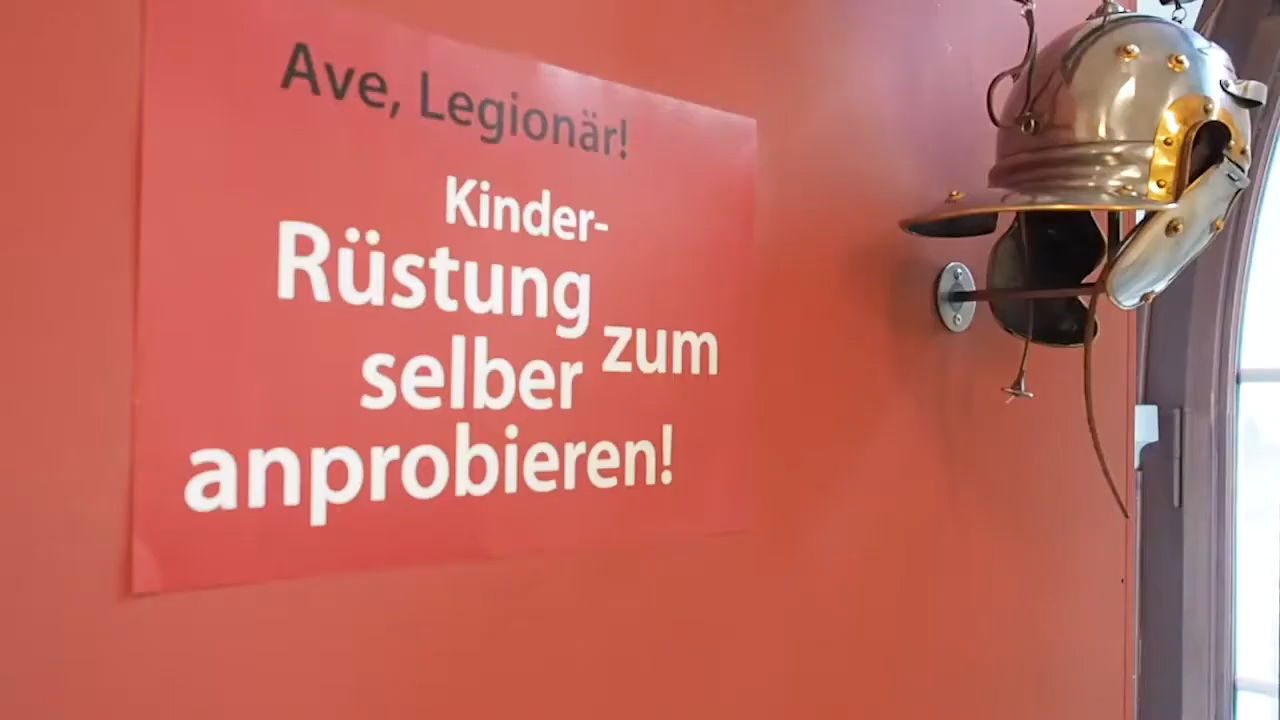 Ave, Legionär!
Kinder-
Rüstung
zum
selber
anprobieren!